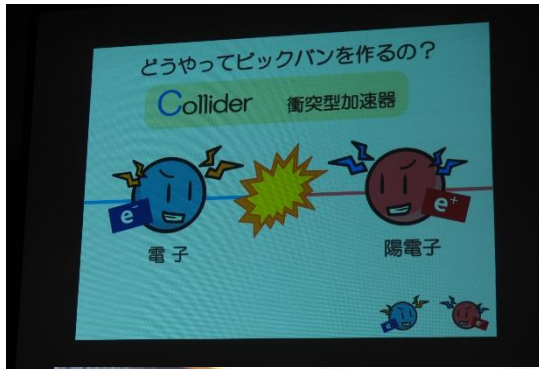 どうやってビックバンを作るの？
Collider 衝突型加速器
e⁻
e⁺
電子
陽電子